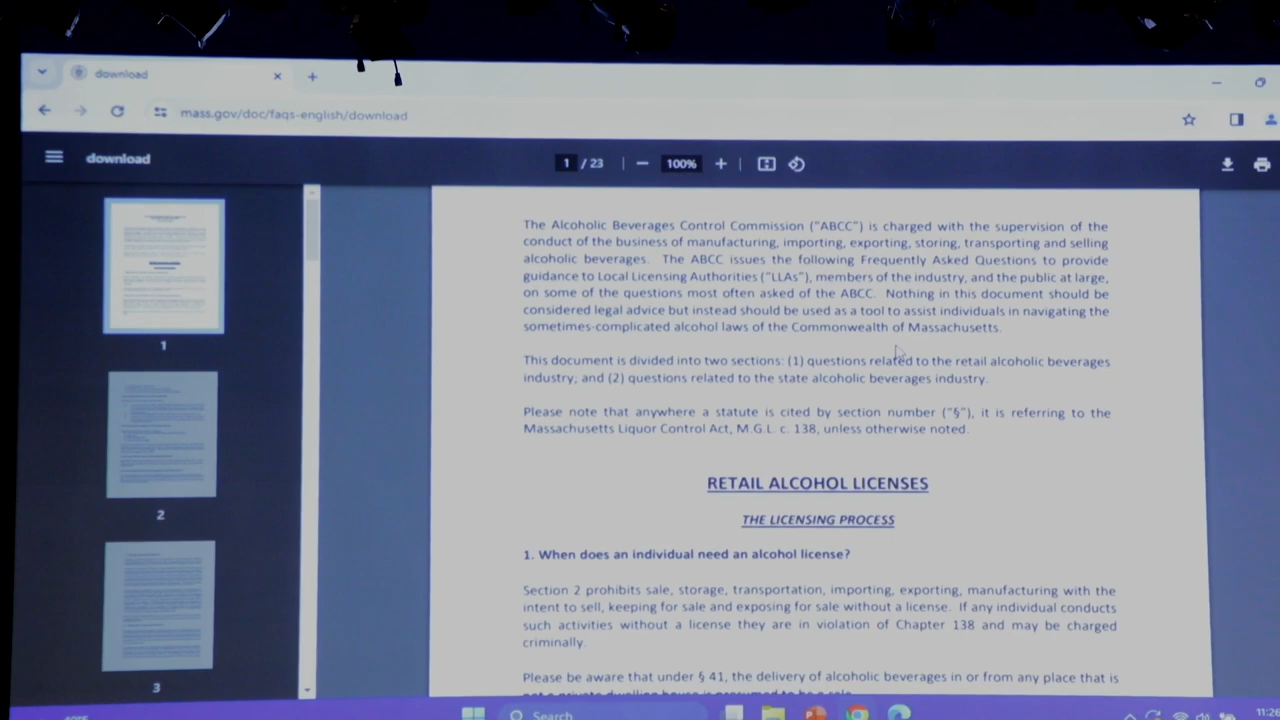 download
mass.gov/doc/faqs-english/download
download
1 / 23
100%
The Alcoholic Beverages Control Commission ("ABCC") is charged with the supervision of the
conduct of the business of manufacturing, importing, exporting, storing, transporting and selling
alcoholic beverages. The ABCC issues the following Frequently Asked Questions to provide
guidance to Local Licensing Authorities ("LLAs"), members of the industry, and the public at large,
on some of the questions most often asked of the ABCC. Nothing in this document should be
considered legal advice but instead should be used as a tool to assist individuals in navigating the
sometimes-complicated alcohol laws of the Commonwealth of Massachusetts.
This document is divided into two sections: (1) questions related to the retail alcoholic beverages
industry; and (2) questions related to the state alcoholic beverages industry.
Please note that anywhere a statute is cited by section number ("§"), it is referring to the
Massachusetts Liquor Control Act, M.G.L. c. 138, unless otherwise noted.
RETAIL ALCOHOL LICENSES
THE LICENSING PROCESS
1. When does an individual need an alcohol license?
Section 2 prohibits sale, storage, transportation, importing, exporting, manufacturing with the
intent to sell, keeping for sale and exposing for sale without a license. If any individual conducts
such activities without a license they are in violation of Chapter 138 and may be charged
criminally.
Please be aware that under § 41, the delivery of alcoholic beverages in or from any place that is
not a private dwelling house is presumed to be a sale.
1
2
3
Search